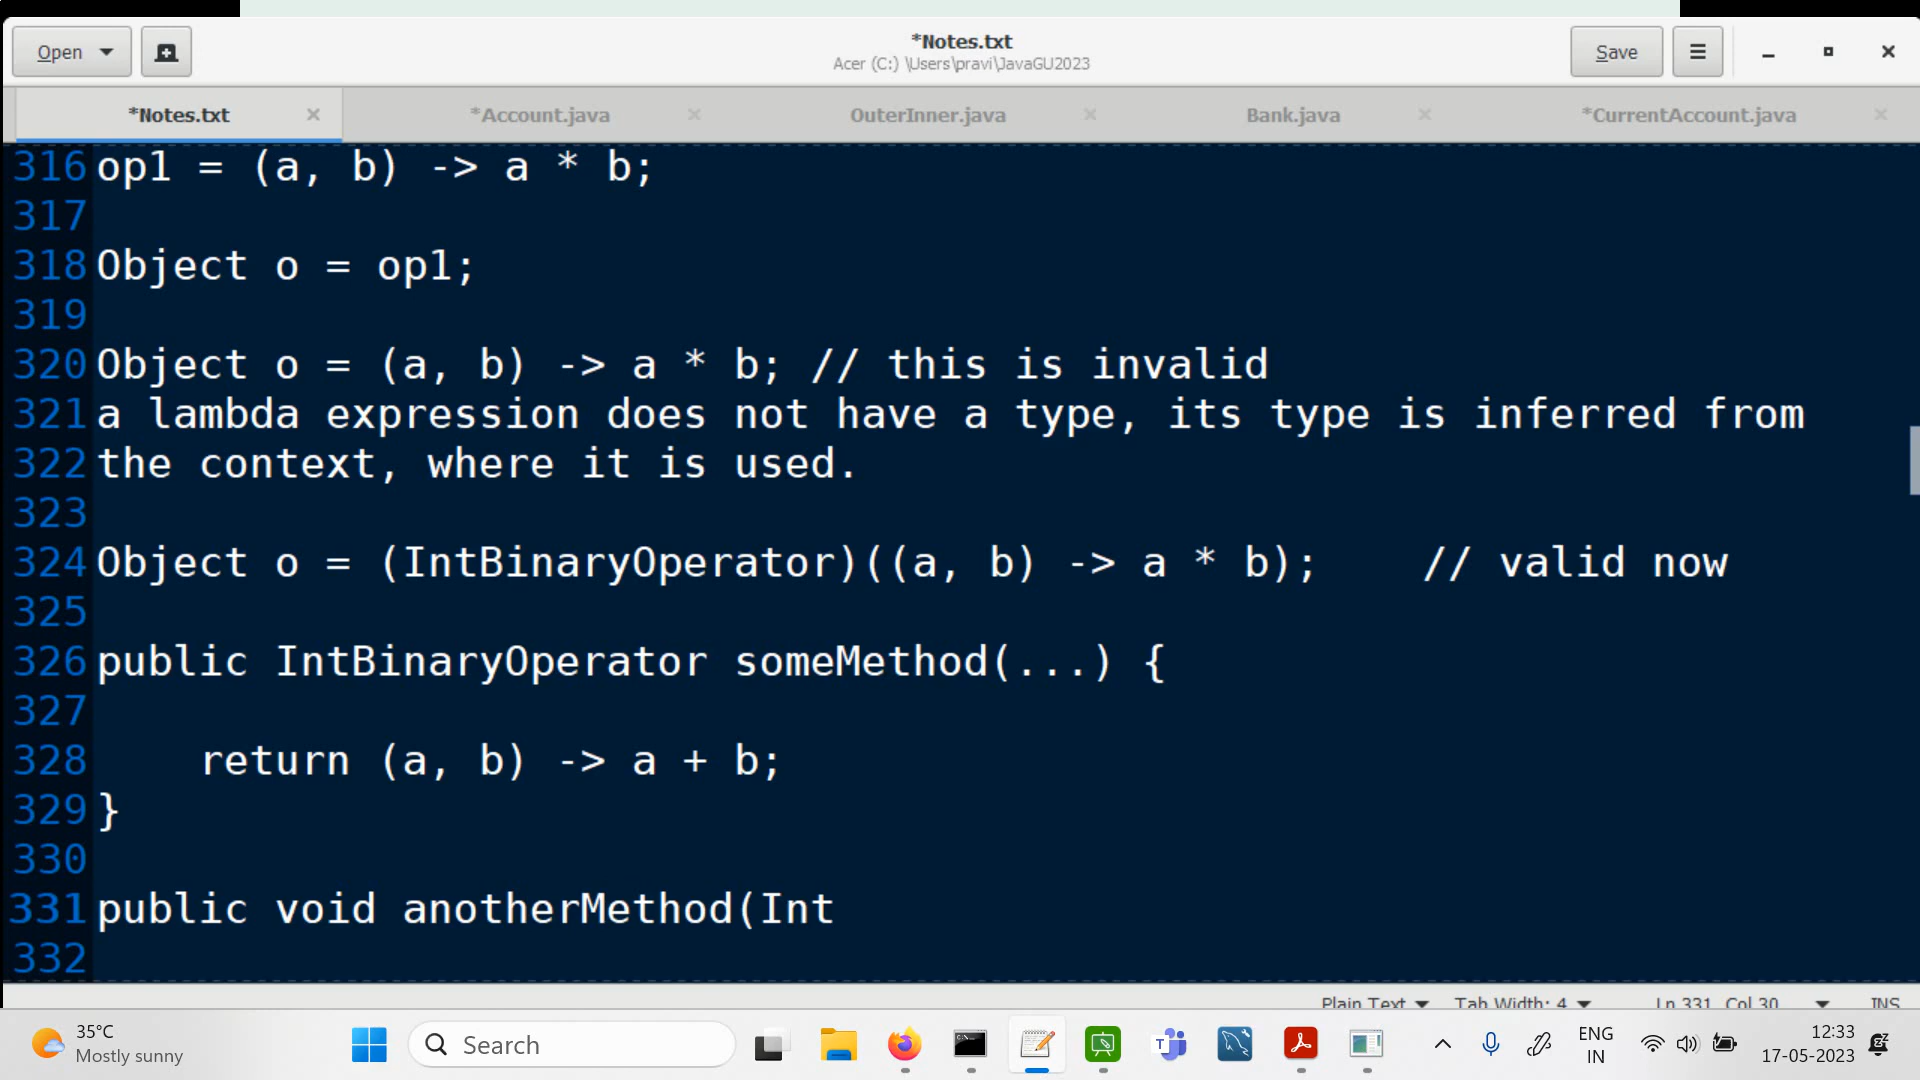 *Notes.txt
Open
Acer (C:) \Users\pravi\JavaGU2023
Save
*Notes.txt
*Account.java
OuterInner.java
Bank.java
*CurrentAccount.java
316 op1 = (a, b) -> a * b;
317
318 Object o = op1;
319
320 Object o = (a, b) -> a * b; // this is invalid
321 a lambda expression does not have a type, its type is inferred from
322 the context, where it is used.
323
324 Object o = (IntBinaryOperator)((a, b) -> a * b);    // valid now
325
326 public IntBinaryOperator someMethod(...) {
327
328     return (a, b) -> a + b;
329 }
330
331 public void anotherMethod(Int
332
Plain Text Tab Width: 4 Ln 331, Col 30 INS
35°C
Mostly sunny
Search
ENG
IN
12:33
17-05-2023